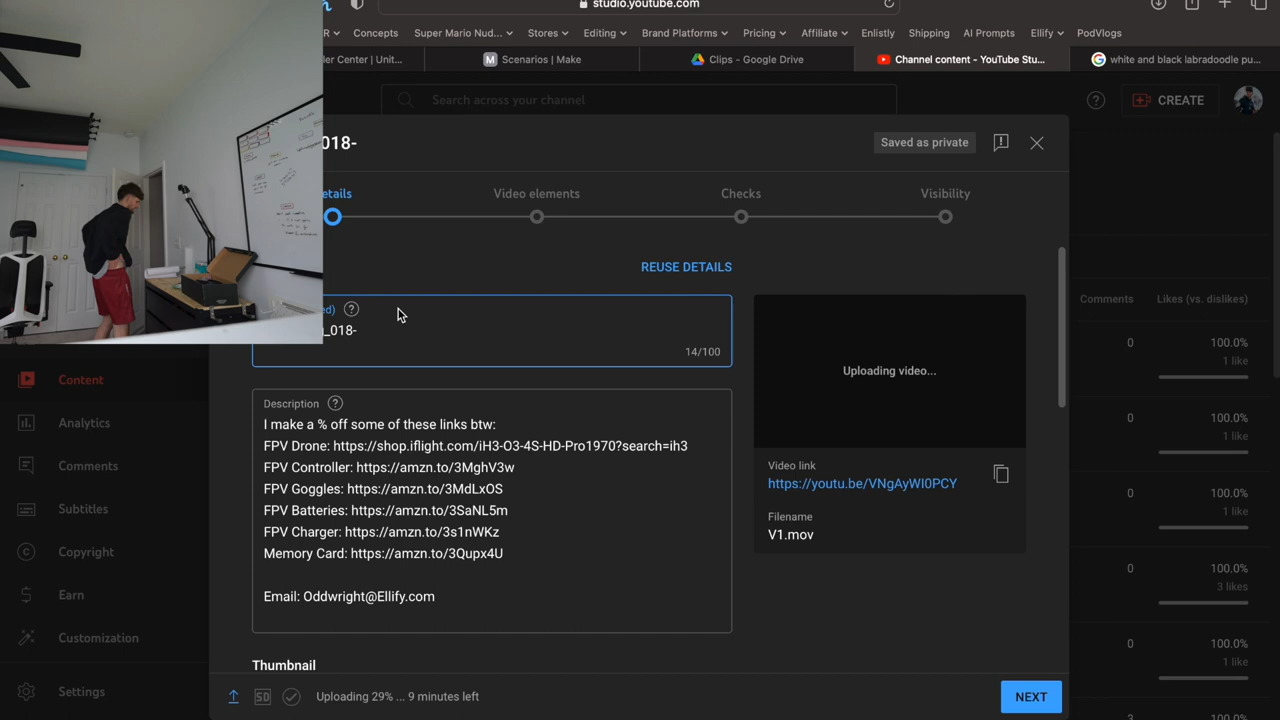 studio.youtube.com
R
Concepts
Super Mario Nud...
Stores
Editing
Brand Platforms
Pricing
Affiliate
Enlistly
Shipping
AI Prompts
Ellify
PodVlogs
ler Center | Unit...
M Scenarios | Make
Clips - Google Drive
Channel content - YouTube Stu...
white and black labradoodle pu...
Search across your channel
CREATE
018-
Saved as private
etails
Video elements
Checks
Visibility
REUSE DETAILS
ed)
_018-
14/100
Uploading video...
Video link
https://youtu.be/VNgAyWI0PCY
Filename
V1.mov
Description
I make a % off some of these links btw:
FPV Drone: https://shop.iflight.com/iH3-O3-4S-HD-Pro1970?search=ih3
FPV Controller: https://amzn.to/3MghV3w
FPV Goggles: https://amzn.to/3MdLxOS
FPV Batteries: https://amzn.to/3SaNL5m
FPV Charger: https://amzn.to/3s1nWKz
Memory Card: https://amzn.to/3Qupx4U
Email: Oddwright@Ellify.com
Thumbnail
SD
Uploading 29% ... 9 minutes left
NEXT
Content
Analytics
Comments
Subtitles
Copyright
Earn
Customization
Settings
Comments
Likes (vs. dislikes)
0
100.0%
1 like
0
100.0%
1 like
0
100.0%
1 like
0
100.0%
3 likes
0
100.0%
1 like
3
100.0%